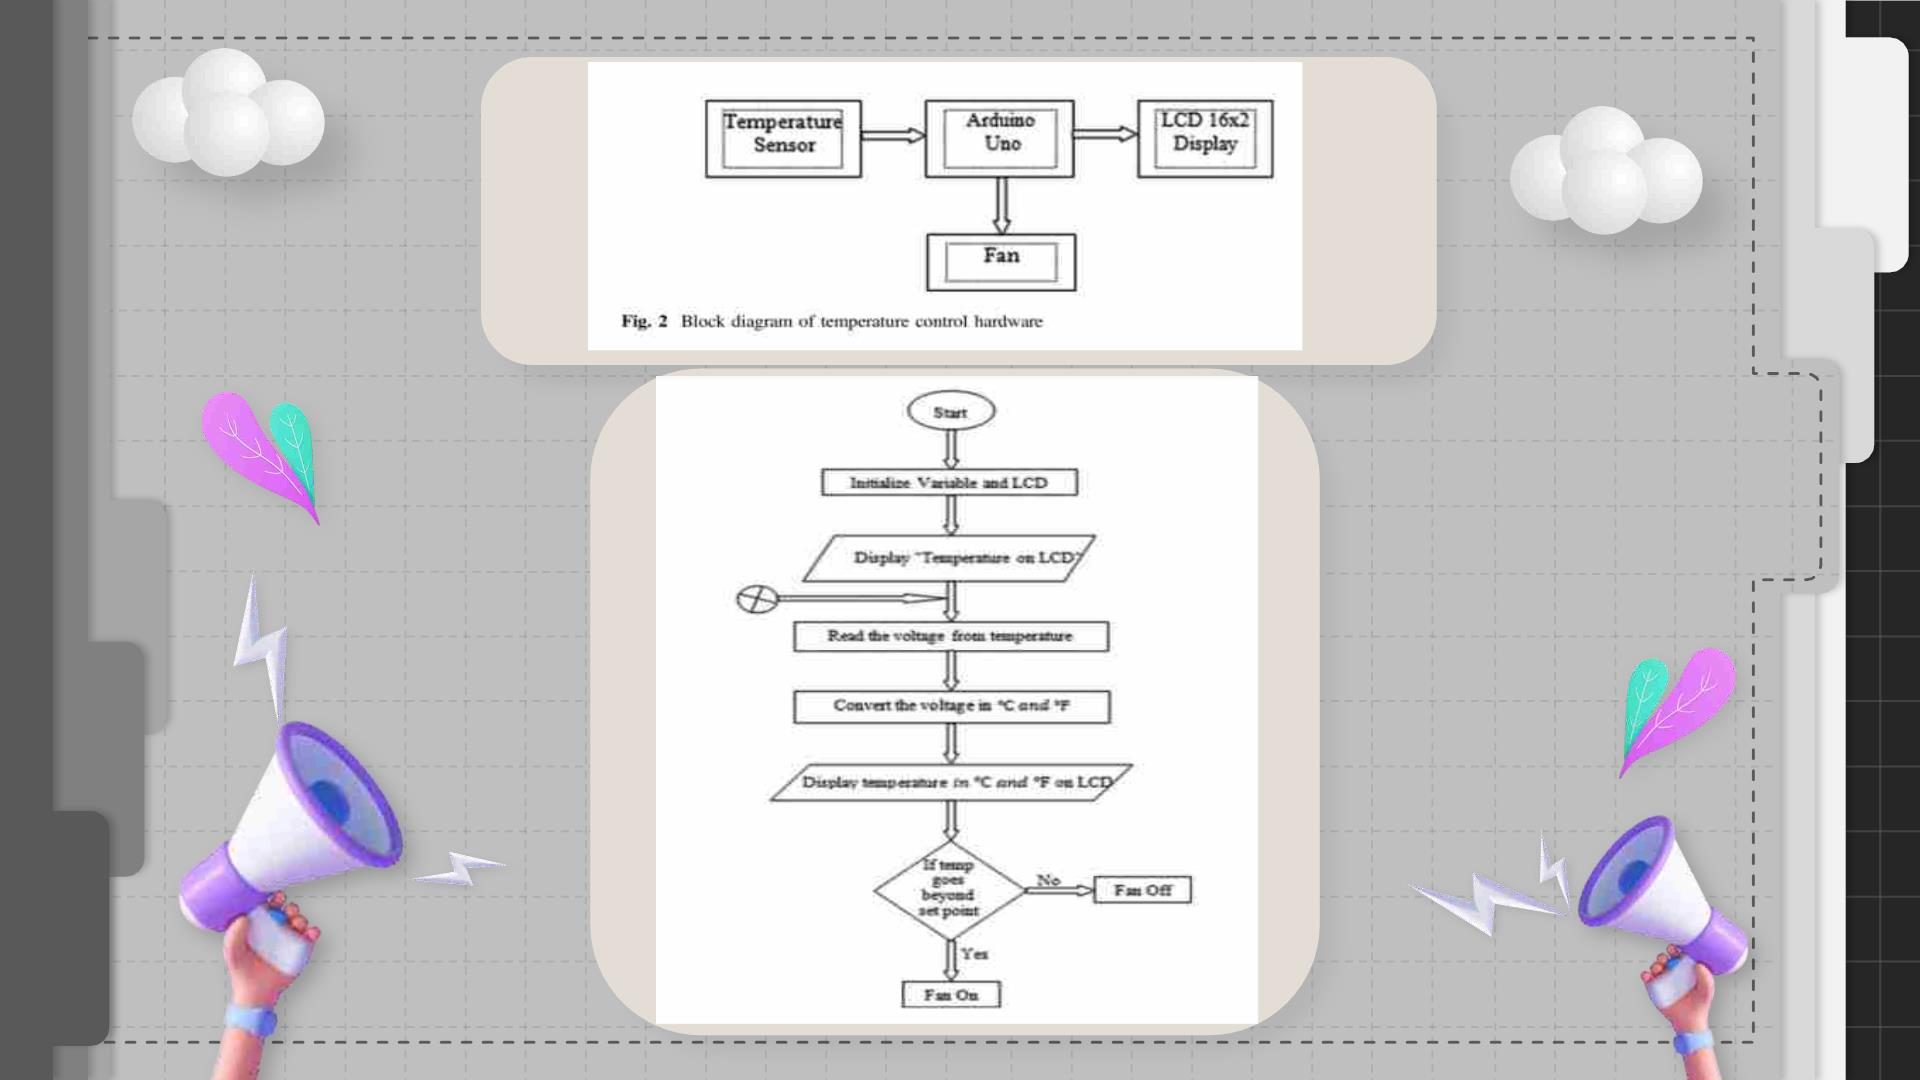 Temperature
Sensor
Arduino
Uno
LCD 16x2
Display
Fan
Fig. 2 Block diagram of temperature control hardware
Start
Initialize Variable and LCD
Display "Temperature on LCD"
Read the voltage from temperature
Convert the voltage in °C and °F
Display temperature in °C and °F on LCD
If temp
goes
beyond
set point
No
Fan Off
Yes
Fan On